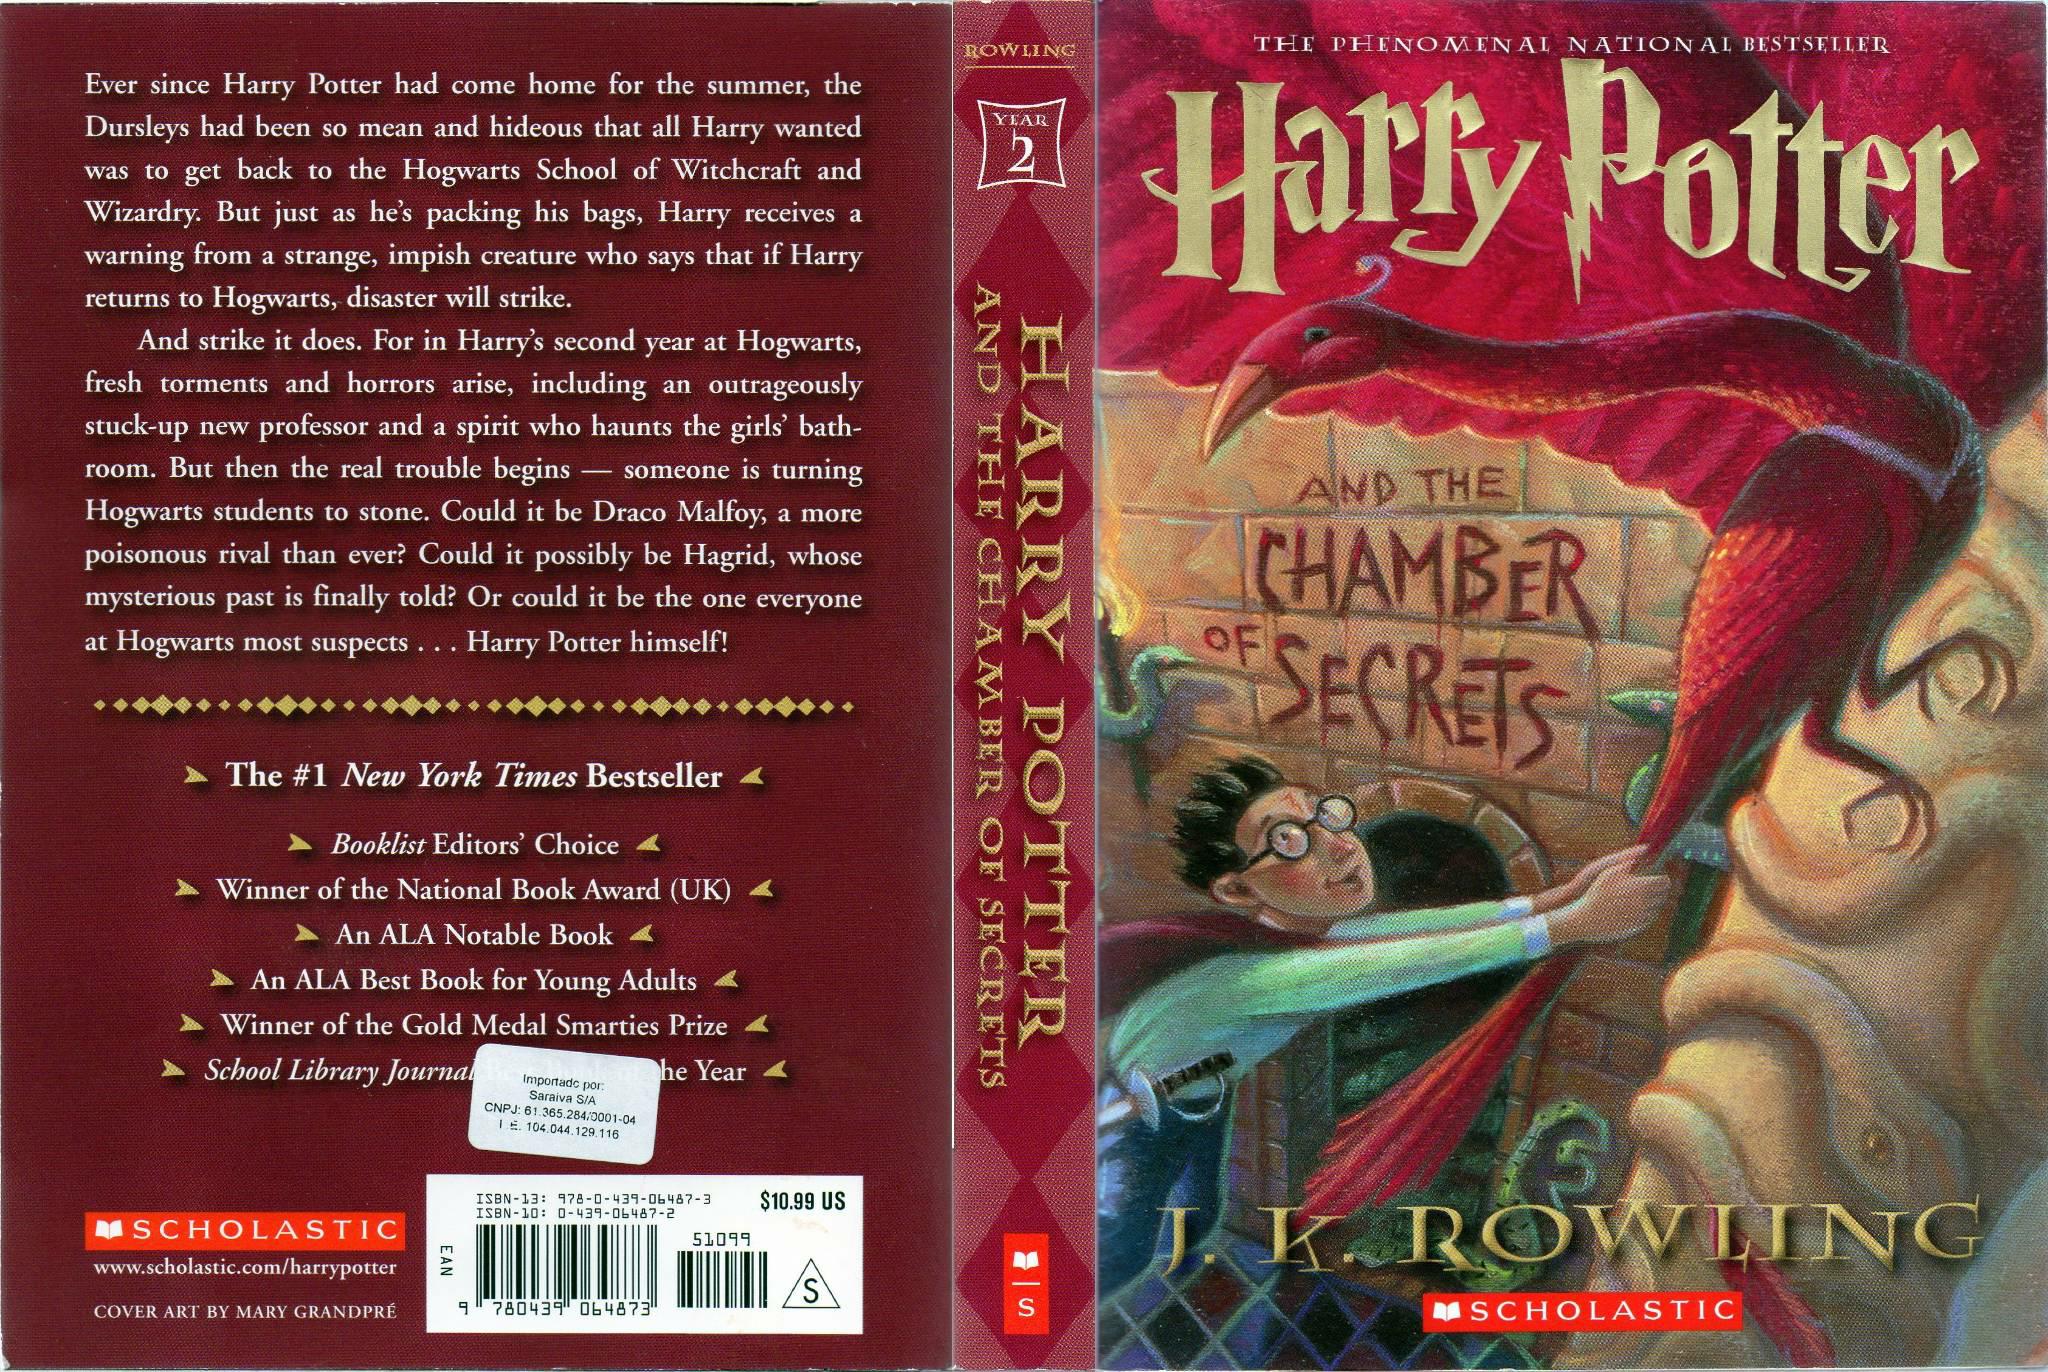 Ever since Harry Potter had come home for the summer, the
Dursleys had been so mean and hideous that all Harry wanted
was to get back to the Hogwarts School of Witchcraft and
Wizardry. But just as he's packing his bags, Harry receives a
warning from a strange, impish creature who says that if Harry
returns to Hogwarts, disaster will strike.
And strike it does. For in Harry's second year at Hogwarts,
fresh torments and horrors arise, including an outrageously
stuck-up new professor and a spirit who haunts the girls' bath-
room. But then the real trouble begins — someone is turning
Hogwarts students to stone. Could it be Draco Malfoy, a more
poisonous rival than ever? Could it possibly be Hagrid, whose
mysterious past is finally told? Or could it be the one everyone
at Hogwarts most suspects . . . Harry Potter himself!
The #1 New York Times Bestseller
Booklist Editors' Choice
Winner of the National Book Award (UK)
An ALA Notable Book
An ALA Best Book for Young Adults
Winner of the Gold Medal Smarties Prize
School Library Journal he Year
Importado por:
Saraiva S/A
CNPJ: 61.365.284/0001-04
I.E. 104.044.129.116
SCHOLASTIC
www.scholastic.com/harrypotter
COVER ART BY MARY GRANDPRÉ
ISBN-13: 978-0-439-06487-3
ISBN-10: 0-439-06487-2
$10.99 US
51099
EAN
9 780439 064873
S
ROWLING
YEAR
2
HARRY POTTER
AND THE CHAMBER OF SECRETS
S
THE PHENOMENAL NATIONAL BESTSELLER
Harry Potter
AND THE
CHAMBER
OF SECRETS
J. K. ROWLING
SCHOLASTIC